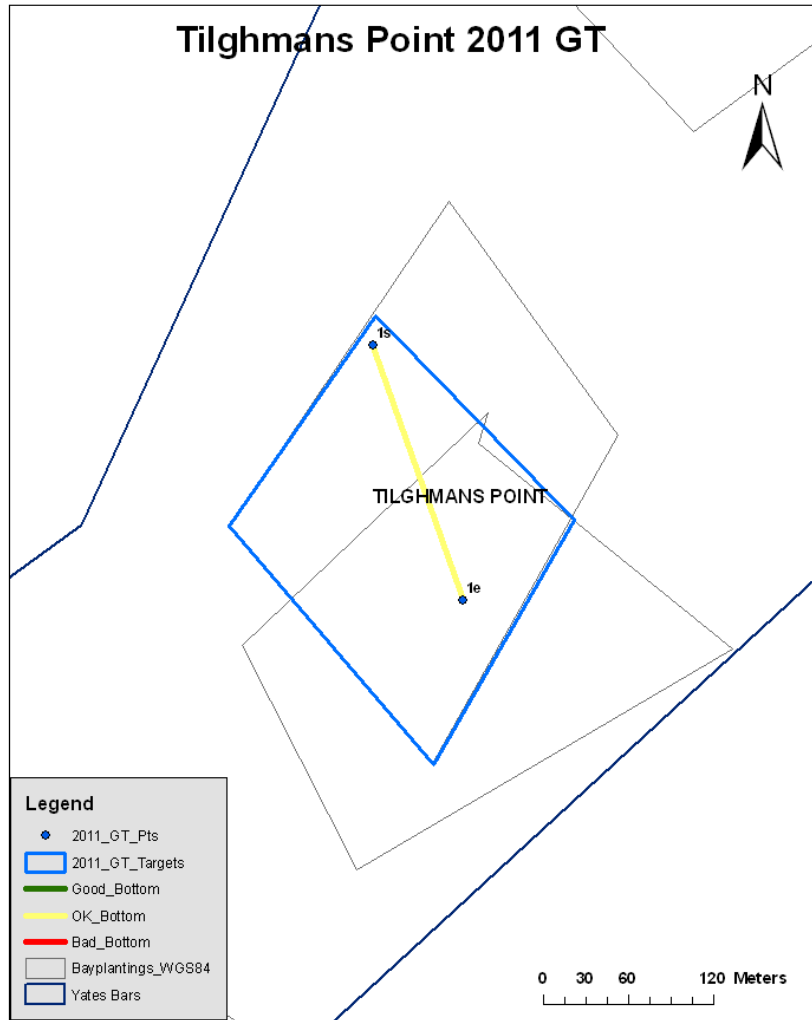 Tilghmans Point 2011 GT
N
1s
TILGHMANS POINT
1e
Legend
2011_GT_Pts
2011_GT_Targets
Good_Bottom
OK_Bottom
Bad_Bottom
Bayplantings_WGS84
Yates Bars
0 30 60 120 Meters